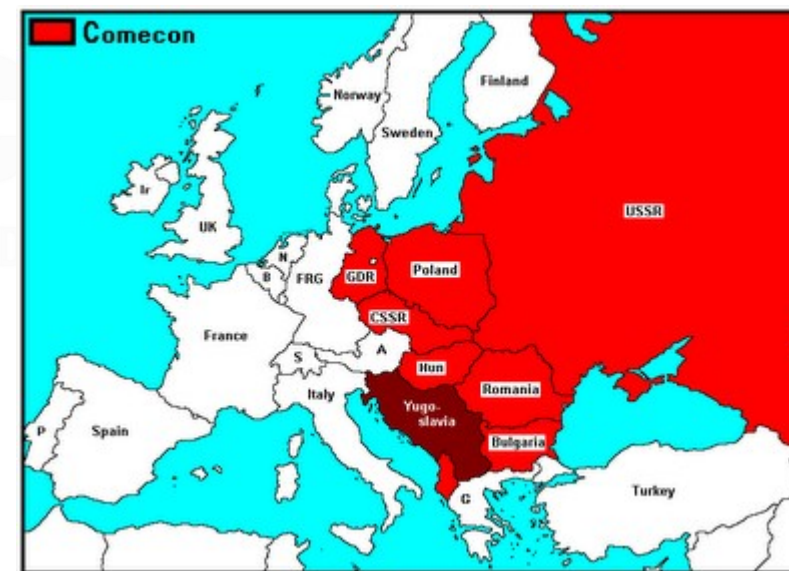 Comecon
Finland
Norway
Sweden
Ir
UK
USSR
N
B
FRG
GDR
Poland
CSSR
France
A
S
Hun
Italy
Romania
Yugo-
slavia
P
Spain
Bulgaria
G
Turkey